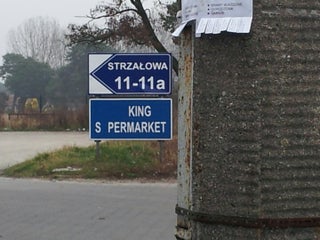 STRZAŁOWA
11-11a
KING
S PERMARKET